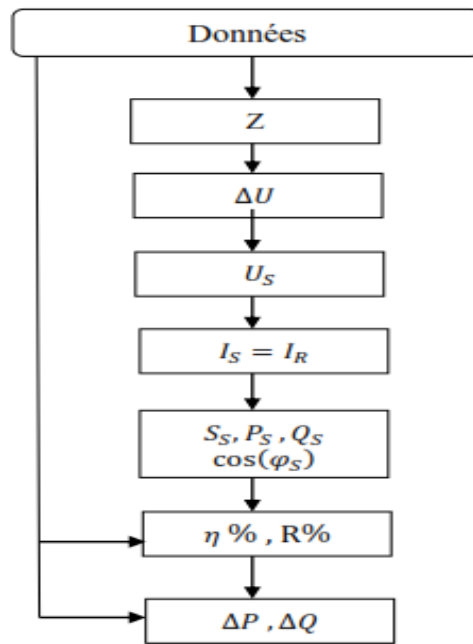 Données
Z
ΔU
U_S
I_S = I_R
S_S, P_S , Q_S
cos(φ_S)
η % , R%
ΔP , ΔQ